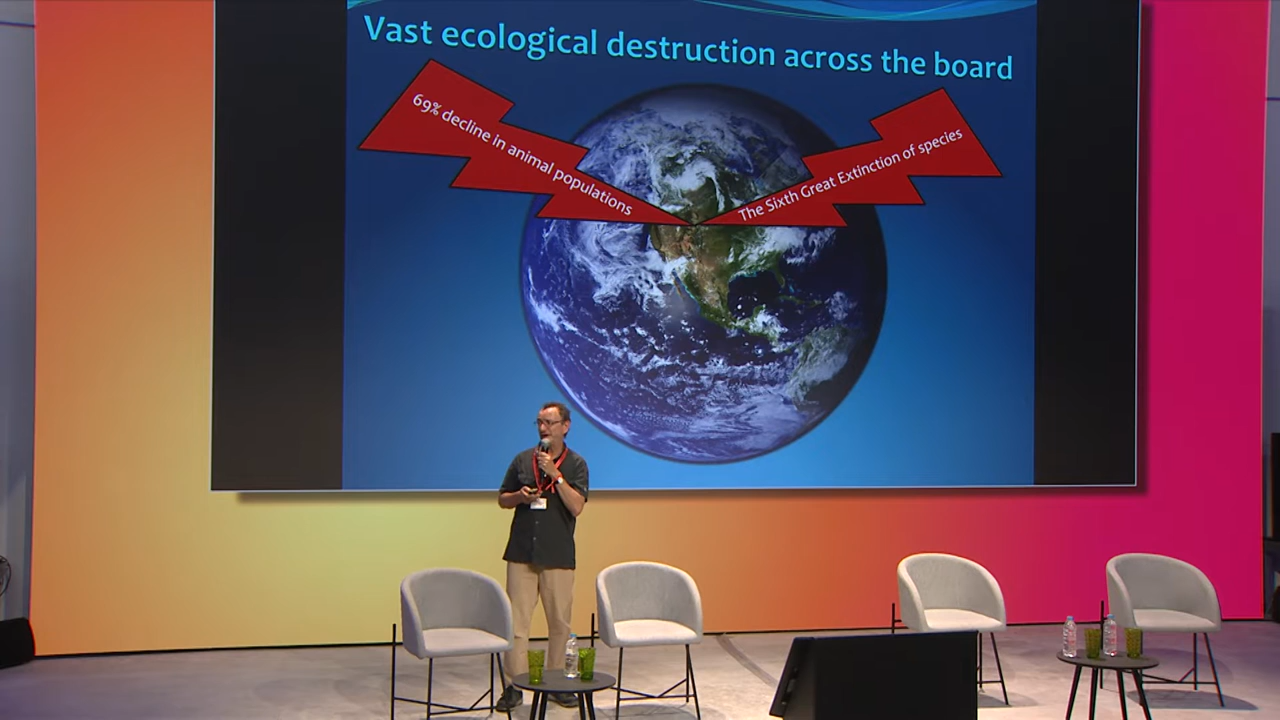 Vast ecological destruction across the board
69% decline in animal populations
The Sixth Great Extinction of species